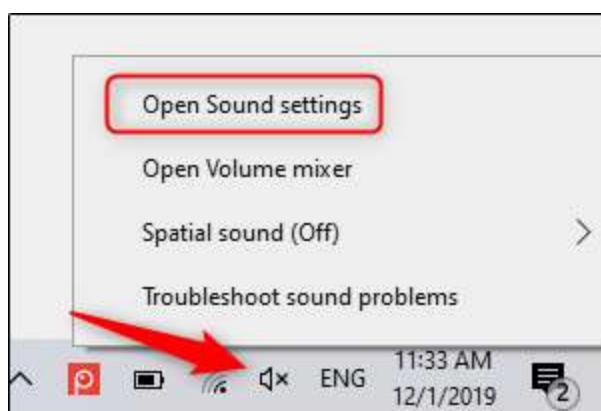 Open Sound settings
Open Volume mixer
Spatial sound (Off)
Troubleshoot sound problems
ENG
11:33 AM
12/1/2019
2